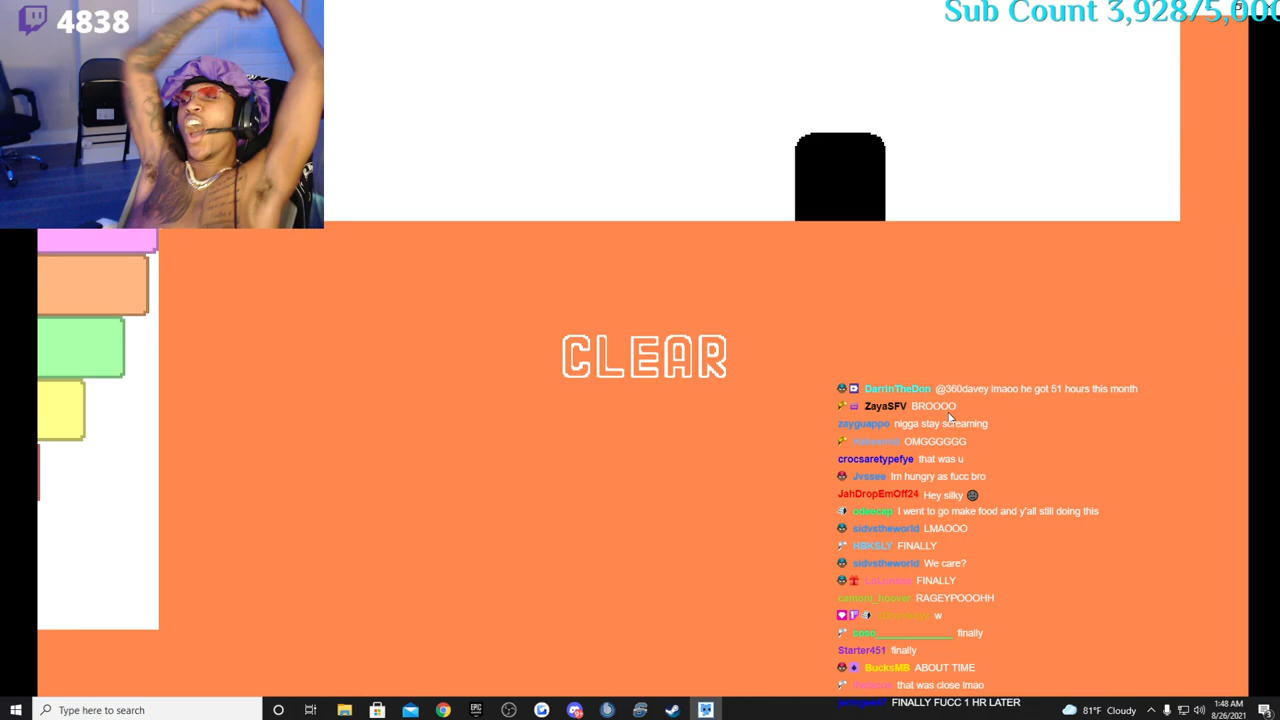 4838
Sub Count 3,928/5,000
CLEAR
DarrinTheDon @360davey lmaoo he got 51 hours this month
ZayaSFV BROOOO
zayguappo nigga stay screaming
OMGGGGGG
crocsaretypefye that was u
Jvssee Im hungry as fucc bro
JahDropEmOff24 Hey silky
I went to go make food and y'all still doing this
sidvstheworld LMAOOO
HBKSLY FINALLY
sidvstheworld We care?
FINALLY
camoni_hoover RAGEYPOOOHH
w
finally
Starter451 finally
BucksMB ABOUT TIME
that was close lmao
FINALLY FUCC 1 HR LATER
Type here to search
EPIC
81°F Cloudy
1:48 AM
8/26/2021
3